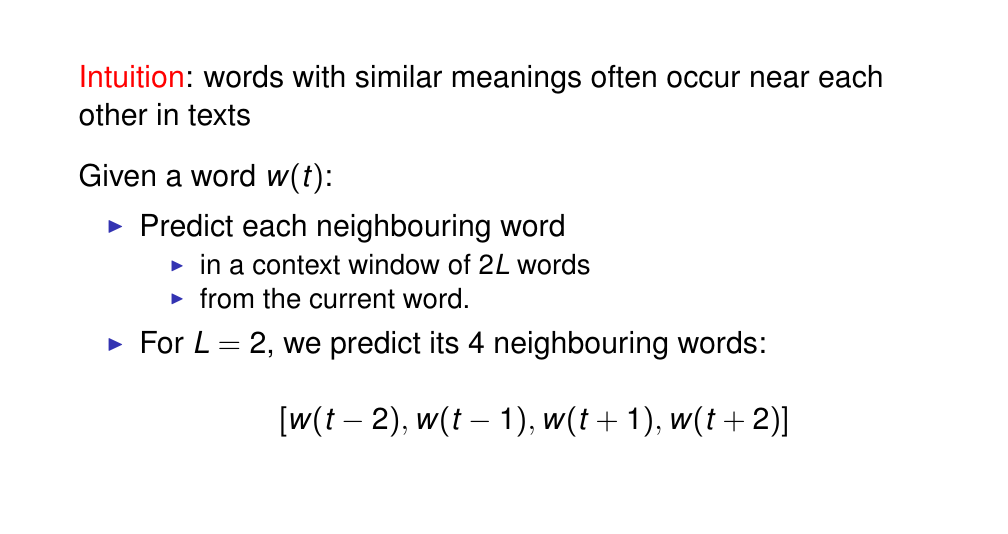 Intuition: words with similar meanings often occur near each
other in texts
Given a word w(t):
► Predict each neighbouring word
► in a context window of 2L words
► from the current word.
► For L = 2, we predict its 4 neighbouring words:
[w(t − 2), w(t − 1), w(t + 1), w(t + 2)]